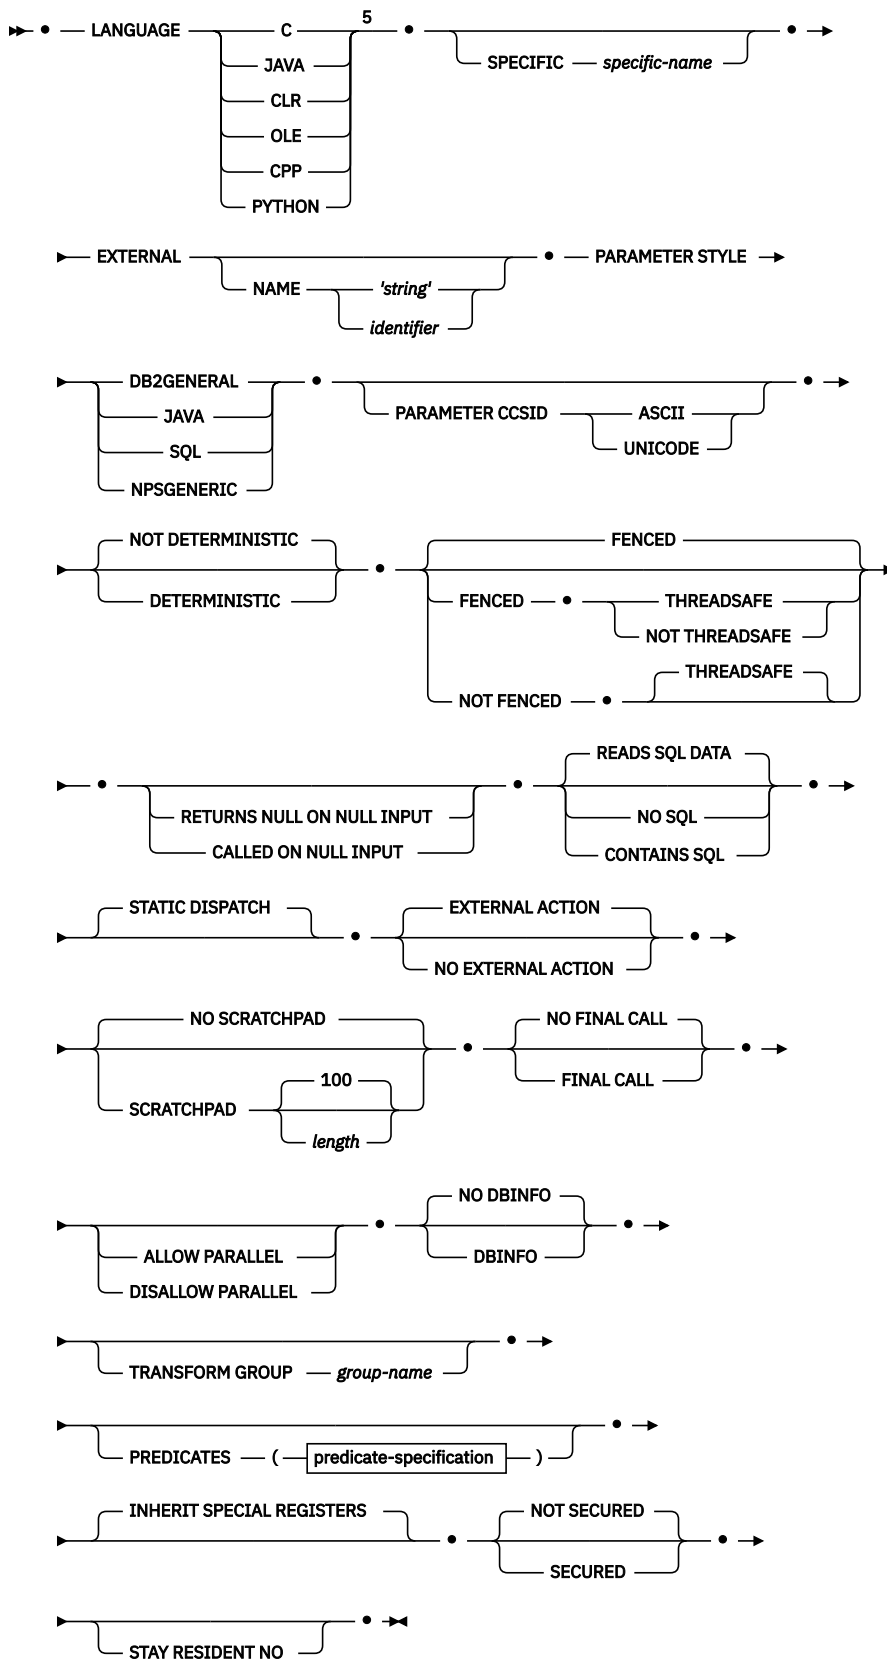 LANGUAGE C 5
JAVA
SPECIFIC specific-name
CLR
OLE
CPP
PYTHON
EXTERNAL PARAMETER STYLE
NAME 'string'
identifier
DB2GENERAL
JAVA PARAMETER CCSID ASCII
SQL UNICODE
NPSGENERIC
NOT DETERMINISTIC FENCED
DETERMINISTIC FENCED THREADSAFE
NOT THREADSAFE
THREADSAFE
NOT FENCED
READS SQL DATA
RETURNS NULL ON NULL INPUT NO SQL
CALLED ON NULL INPUT CONTAINS SQL
STATIC DISPATCH EXTERNAL ACTION
NO EXTERNAL ACTION
NO SCRATCHPAD NO FINAL CALL
100 FINAL CALL
SCRATCHPAD
length
NO DBINFO
ALLOW PARALLEL DBINFO
DISALLOW PARALLEL
TRANSFORM GROUP group-name
PREDICATES ( predicate-specification )
INHERIT SPECIAL REGISTERS NOT SECURED
SECURED
STAY RESIDENT NO